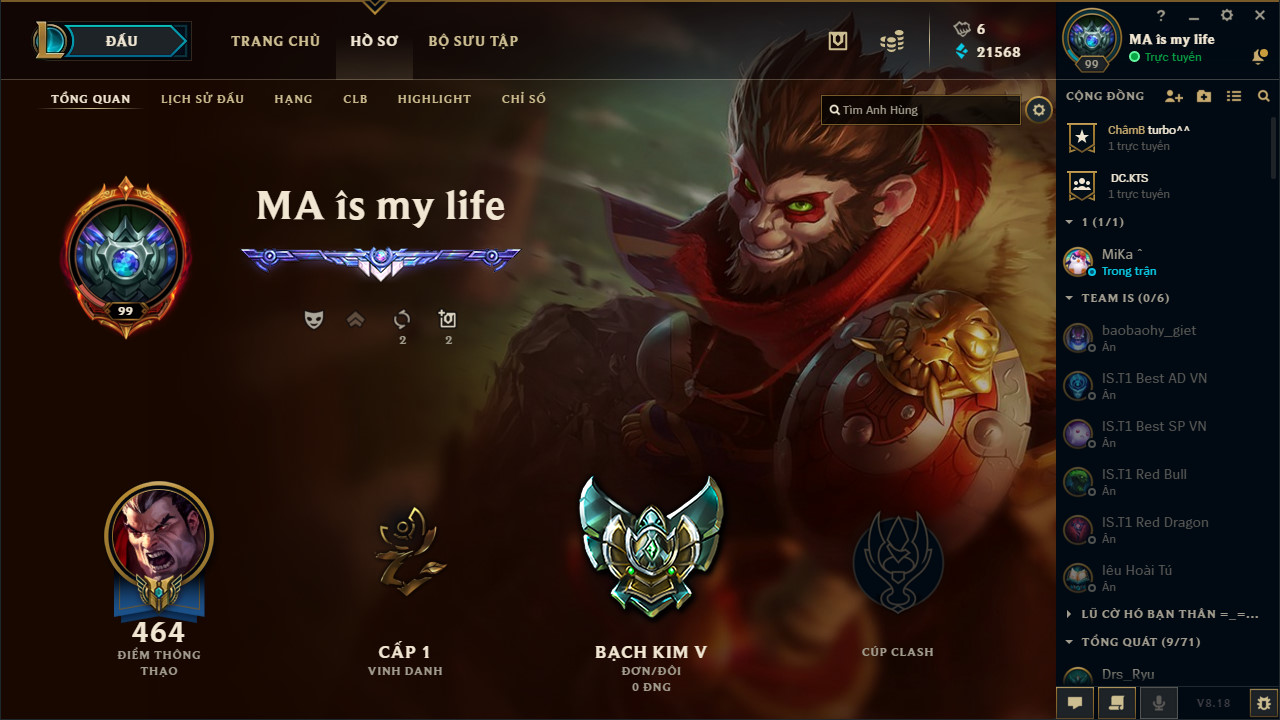 ĐẤU
TRANG CHỦ
HỒ SƠ
BỘ SƯU TẬP
6
21568
?
MA îs my lífe
99
Trực tuyến
TỔNG QUAN
LỊCH SỬ ĐẤU
HẠNG
CLB
HIGHLIGHT
CHỈ SỐ
Tìm Anh Hùng
CỘNG ĐỒNG
ChâmB turbo^^
1 trực tuyến
DC.KTS
1 trực tuyến
1 (1/1)
MiKa ˆ
Trong trận
TEAM IS (0/6)
baobaohy_giet
Ẩn
IS.T1 Best AD VN
Ẩn
IS.T1 Best SP VN
Ẩn
IS.T1 Red Bull
Ẩn
IS.T1 Red Dragon
Ẩn
Iêu Hoài Tú
Ẩn
LŨ CỜ HÓ BẠN THÂN =_=...
TỔNG QUÁT (9/71)
Drs_Ryu
V8.18
MA îs my lífe
99
2
2
464
ĐIỂM THÔNG
THẠO
CẤP 1
VINH DANH
BẠCH KIM V
ĐƠN/ĐÔI
0 ĐNG
CÚP CLASH